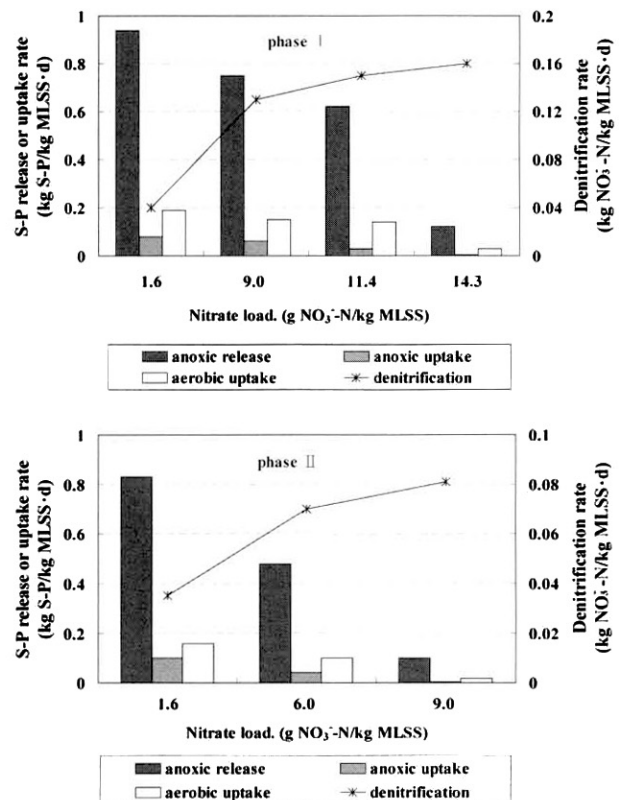 phase Ⅰ
S-P release or uptake rate
(kg S-P/kg MLSS·d)
1
0.8
0.6
0.4
0.2
0
0.2
0.16
0.12
0.08
0.04
0
Denitrification rate
(kg NO₃⁻-N/kg MLSS·d)
1.6 9.0 11.4 14.3
Nitrate load. (g NO₃⁻-N/kg MLSS)
anoxic release anoxic uptake
aerobic uptake denitrification
phase Ⅱ
S-P release or uptake rate
(kg S-P/kg MLSS·d)
1
0.8
0.6
0.4
0.2
0
0.1
0.08
0.06
0.04
0.02
0
Denitrification rate
(kg NO₃⁻-N/kg MLSS·d)
1.6 6.0 9.0
Nitrate load. (g NO₃⁻-N/kg MLSS)
anoxic release anoxic uptake
aerobic uptake denitrification